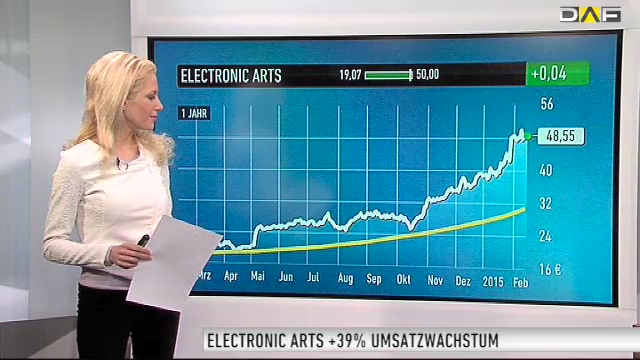 DAF
ELECTRONIC ARTS 19,07 50,00 +0,04
1 JAHR
56
48,55
40
32
24
16 €
Mrz Apr Mai Jun Jul Aug Sep Okt Nov Dez 2015 Feb
ELECTRONIC ARTS +39% UMSATZWACHSTUM